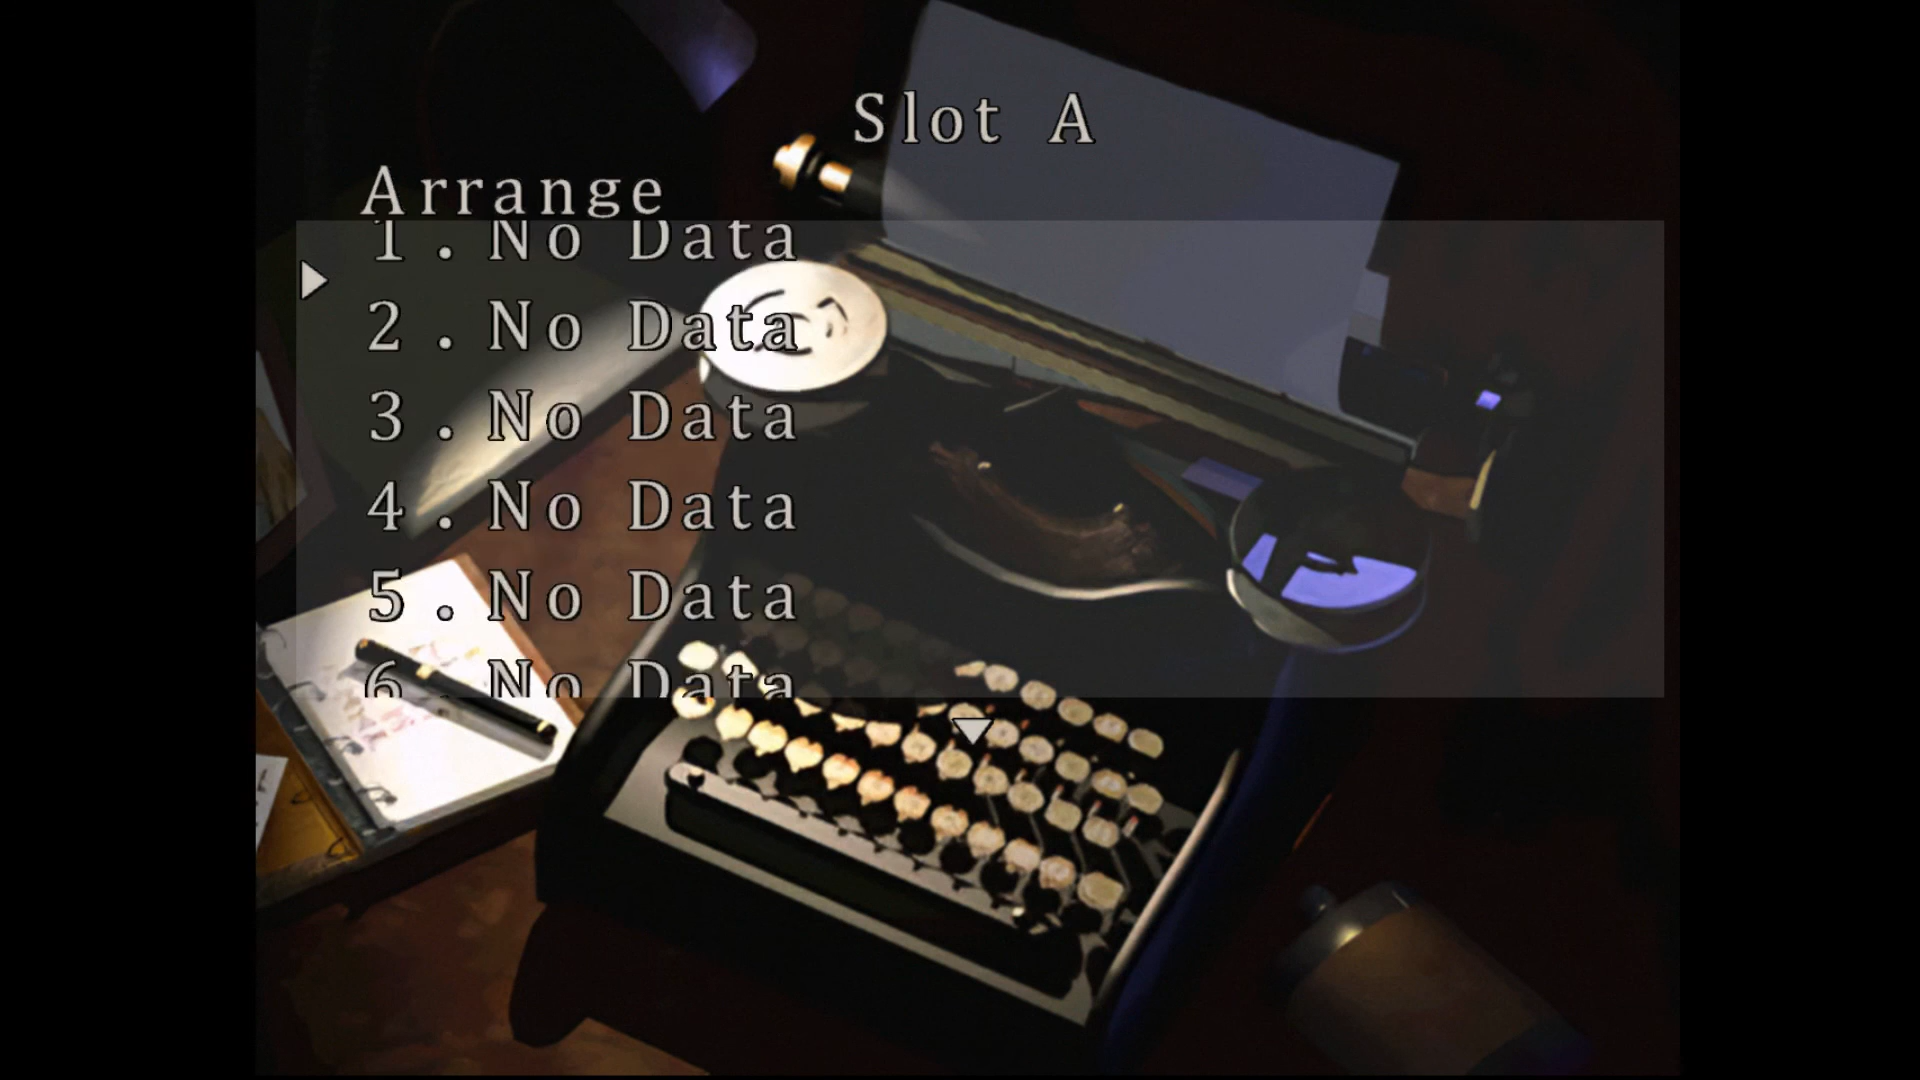 Slot A
Arrange
1. No Data
2. No Data
3. No Data
4. No Data
5. No Data
6. No Data